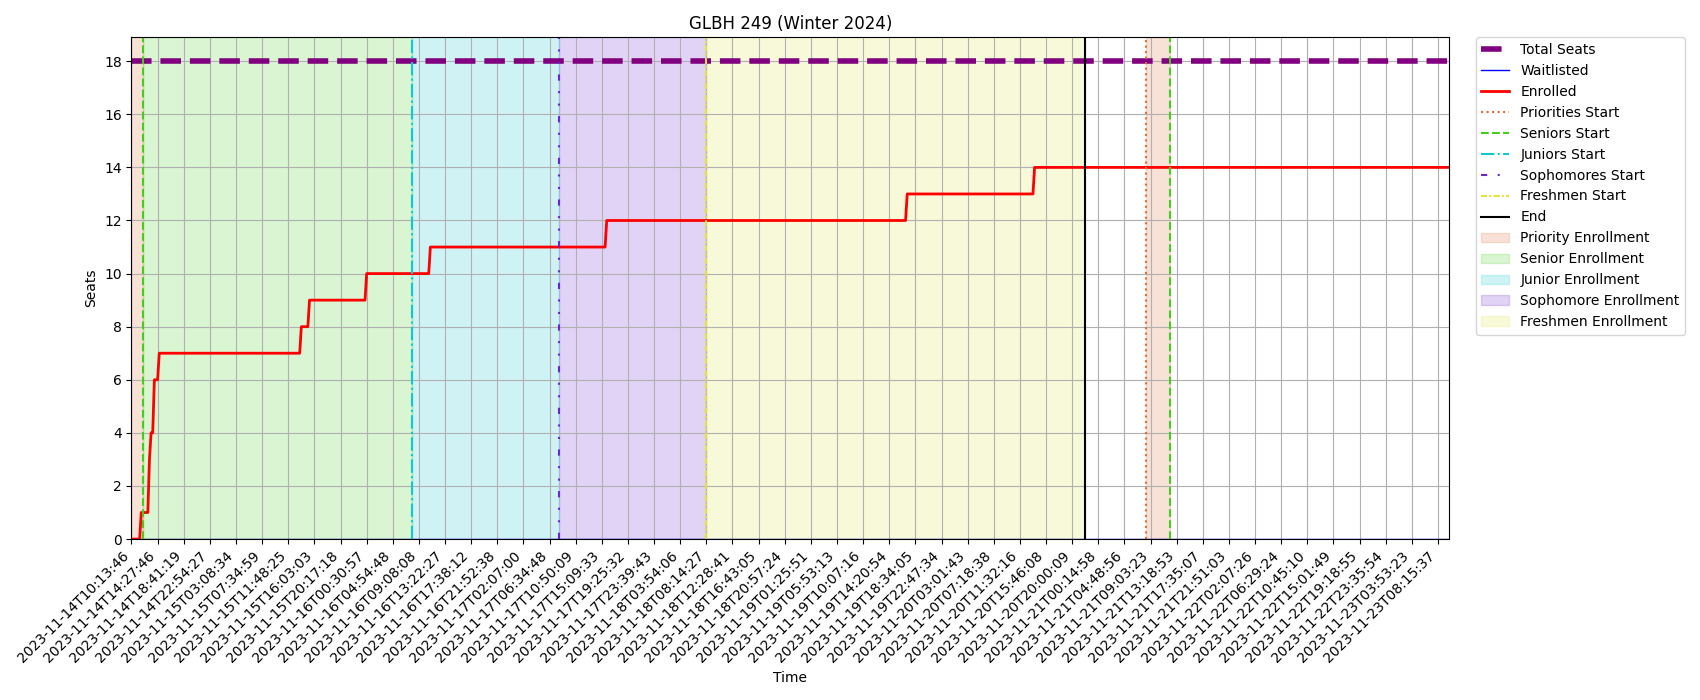 GLBH 249 (Winter 2024)
18
16
14
12
10
8
6
4
2
0
Seats
Time
2023-11-14T10:13:46
2023-11-14T14:27:46
2023-11-14T18:41:19
2023-11-14T22:54:27
2023-11-15T03:08:34
2023-11-15T07:34:59
2023-11-15T11:48:25
2023-11-15T16:03:03
2023-11-15T20:17:18
2023-11-16T00:30:57
2023-11-16T04:54:48
2023-11-16T09:08:08
2023-11-16T13:22:27
2023-11-16T17:38:12
2023-11-16T21:52:38
2023-11-17T02:07:00
2023-11-17T06:34:48
2023-11-17T10:50:09
2023-11-17T15:09:33
2023-11-17T19:25:32
2023-11-17T23:39:43
2023-11-18T03:54:06
2023-11-18T08:14:27
2023-11-18T12:28:41
2023-11-18T16:43:05
2023-11-18T20:57:24
2023-11-19T01:25:51
2023-11-19T05:53:13
2023-11-19T10:07:16
2023-11-19T14:20:54
2023-11-19T18:34:05
2023-11-19T22:47:34
2023-11-20T03:01:43
2023-11-20T07:18:38
2023-11-20T11:32:16
2023-11-20T15:46:08
2023-11-20T20:00:09
2023-11-21T00:14:58
2023-11-21T04:48:56
2023-11-21T09:03:23
2023-11-21T13:18:53
2023-11-21T17:35:07
2023-11-21T21:51:03
2023-11-22T02:07:26
2023-11-22T06:29:24
2023-11-22T10:45:10
2023-11-22T15:01:49
2023-11-22T19:18:55
2023-11-22T23:35:54
2023-11-23T03:53:23
2023-11-23T08:15:37
Total Seats
Waitlisted
Enrolled
Priorities Start
Seniors Start
Juniors Start
Sophomores Start
Freshmen Start
End
Priority Enrollment
Senior Enrollment
Junior Enrollment
Sophomore Enrollment
Freshmen Enrollment